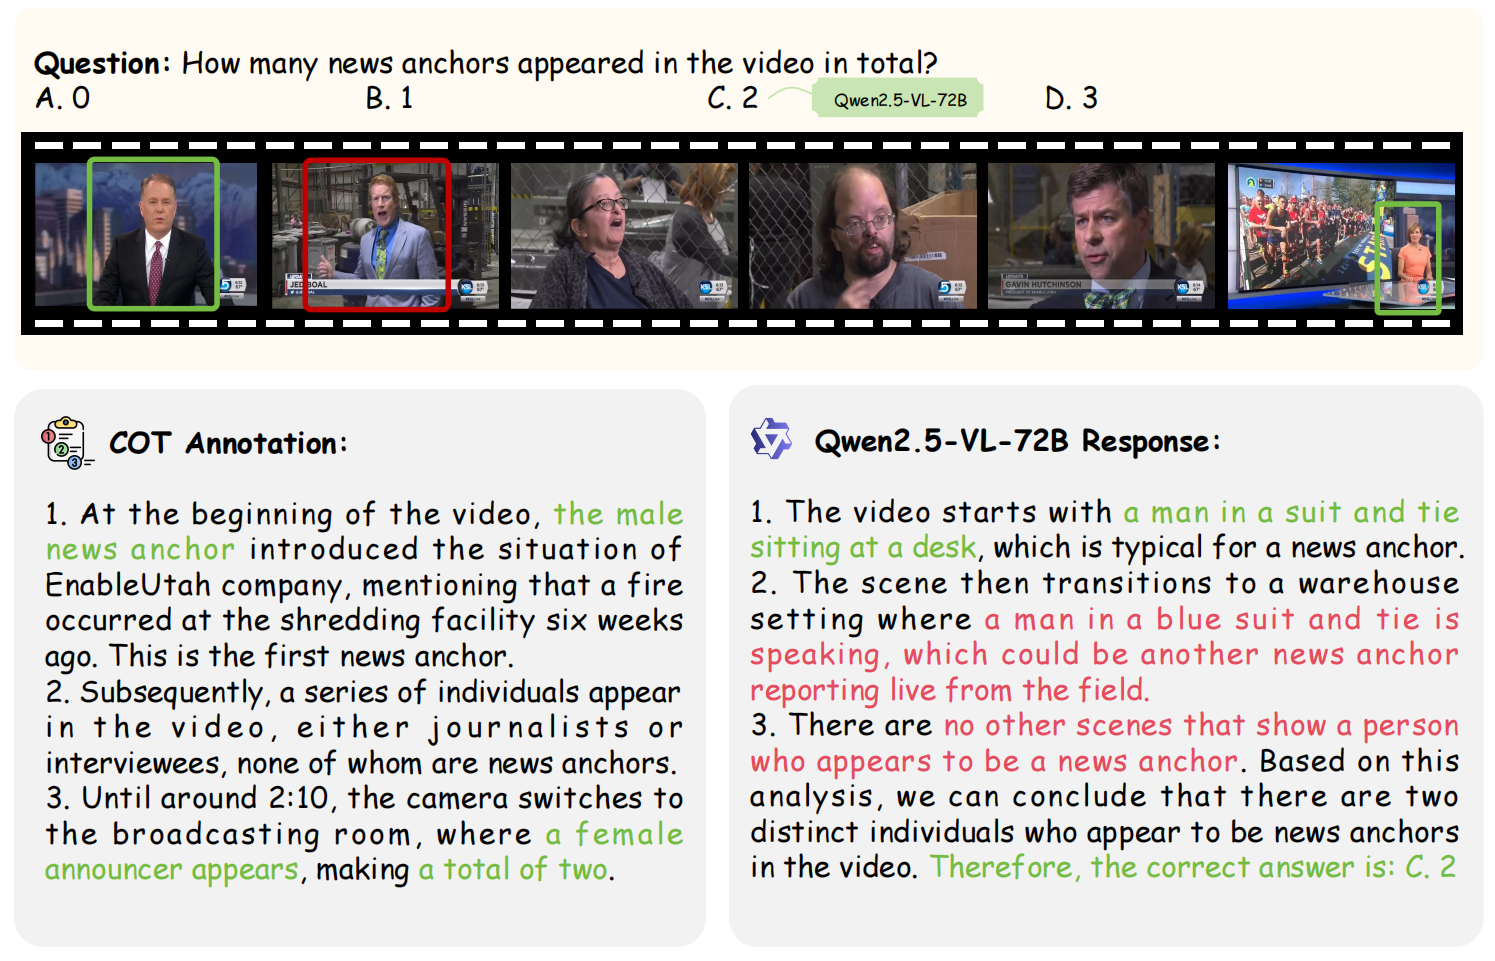 Question: How many news anchors appeared in the video in total?
A. 0 B. 1 C. 2 Qwen2.5-VL-72B D. 3
UPDATE
JED BOAL
KSL
5
KSL
5
UPDATE
GAVIN HUTCHINSON
KSL
KSL
COT Annotation:
1. At the beginning of the video, the male
news anchor introduced the situation of
EnableUtah company, mentioning that a fire
occurred at the shredding facility six weeks
ago. This is the first news anchor.
2. Subsequently, a series of individuals appear
in the video, either journalists or
interviewees, none of whom are news anchors.
3. Until around 2:10, the camera switches to
the broadcasting room, where a female
announcer appears, making a total of two.
Qwen2.5-VL-72B Response:
1. The video starts with a man in a suit and tie
sitting at a desk, which is typical for a news anchor.
2. The scene then transitions to a warehouse
setting where a man in a blue suit and tie is
speaking, which could be another news anchor
reporting live from the field.
3. There are no other scenes that show a person
who appears to be a news anchor. Based on this
analysis, we can conclude that there are two
distinct individuals who appear to be news anchors
in the video. Therefore, the correct answer is: C. 2